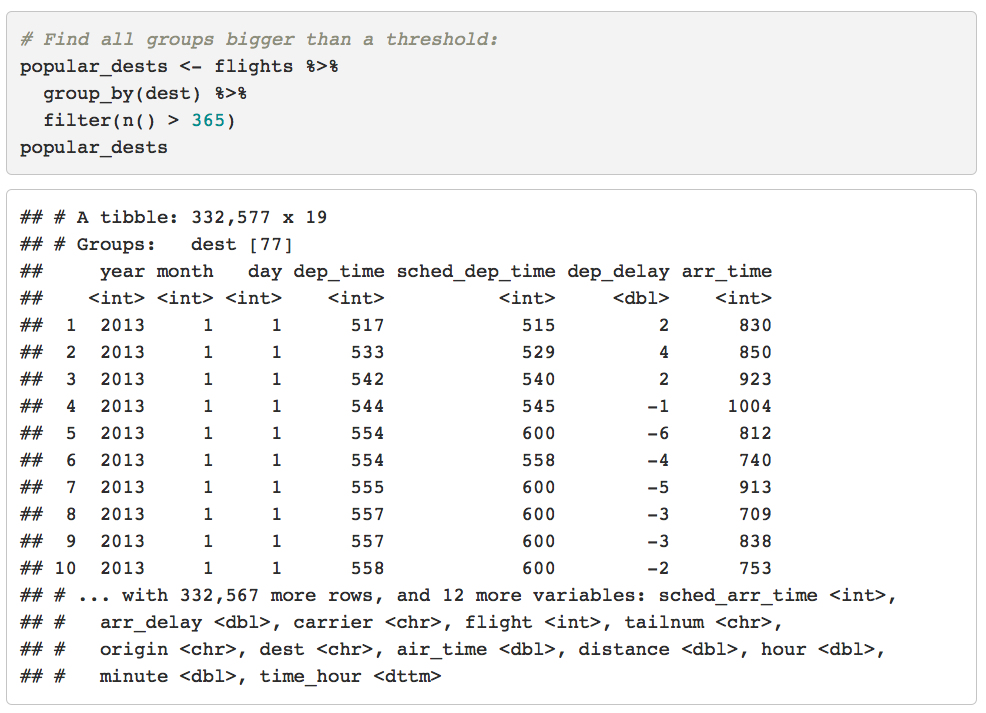 # Find all groups bigger than a threshold:
popular_dests <- flights %>%
  group_by(dest) %>%
  filter(n() > 365)
popular_dests
## # A tibble: 332,577 x 19
## # Groups:   dest [77]
##     year month   day dep_time sched_dep_time dep_delay arr_time
##    <int> <int> <int>    <int>          <int>     <dbl>    <int>
##  1  2013     1     1      517            515         2      830
##  2  2013     1     1      533            529         4      850
##  3  2013     1     1      542            540         2      923
##  4  2013     1     1      544            545        -1     1004
##  5  2013     1     1      554            600        -6      812
##  6  2013     1     1      554            558        -4      740
##  7  2013     1     1      555            600        -5      913
##  8  2013     1     1      557            600        -3      709
##  9  2013     1     1      557            600        -3      838
## 10  2013     1     1      558            600        -2      753
## # ... with 332,567 more rows, and 12 more variables: sched_arr_time <int>,
## #   arr_delay <dbl>, carrier <chr>, flight <int>, tailnum <chr>,
## #   origin <chr>, dest <chr>, air_time <dbl>, distance <dbl>, hour <dbl>,
## #   minute <dbl>, time_hour <dttm>